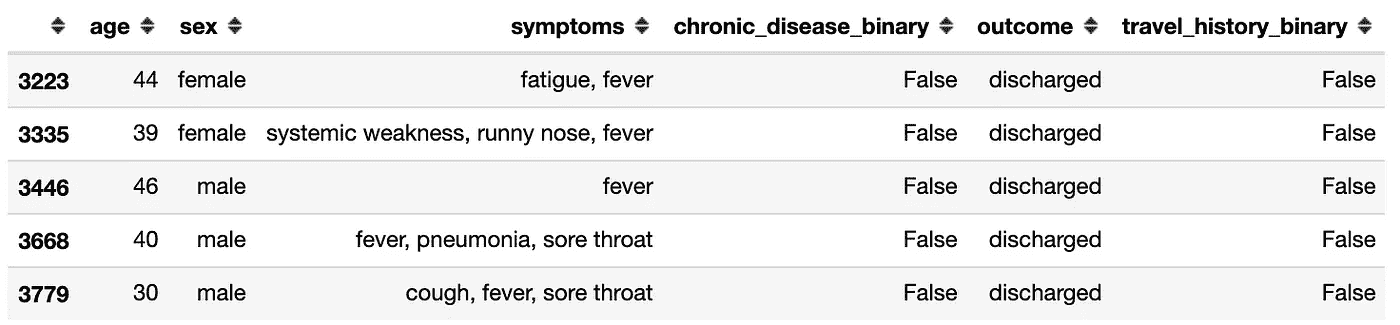 age sex symptoms chronic_disease_binary outcome travel_history_binary
3223 44 female fatigue, fever False discharged False
3335 39 female systemic weakness, runny nose, fever False discharged False
3446 46 male fever False discharged False
3668 40 male fever, pneumonia, sore throat False discharged False
3779 30 male cough, fever, sore throat False discharged False